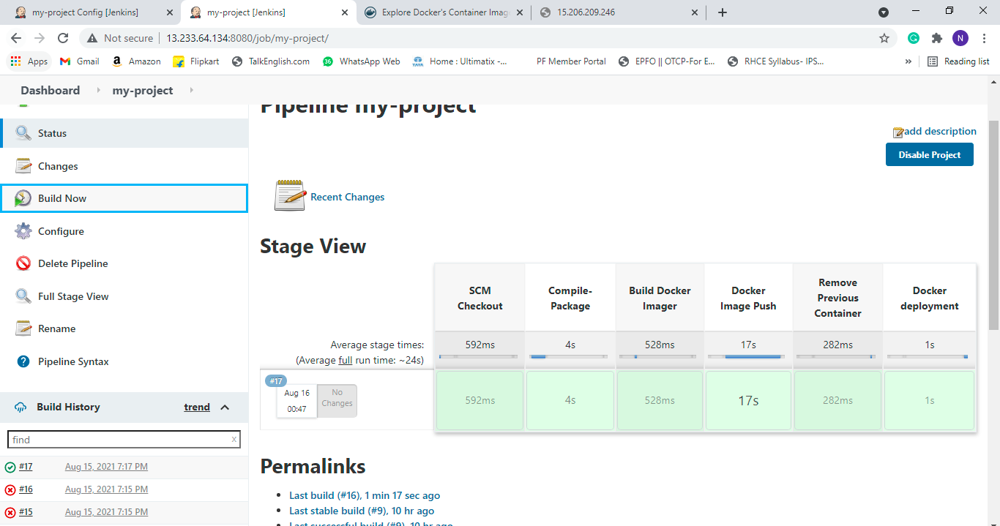 my-project Config [Jenkins]
my-project [Jenkins]
Explore Docker's Container Imag
15.206.209.246
Not secure
13.233.64.134:8080/job/my-project/
N
Apps
Gmail
Amazon
Flipkart
TalkEnglish.com
36
WhatsApp Web
TATA
Home : Ultimatix -...
PF Member Portal
EPFO || OTCP-For E...
RHCE Syllabus- IPS...
»
Reading list
Dashboard
my-project
Pipeline my-project
Status
Changes
Build Now
Configure
Delete Pipeline
Full Stage View
Rename
Pipeline Syntax
Build History
trend
find
x
#17
Aug 15, 2021 7:17 PM
#16
Aug 15, 2021 7:15 PM
#15
Aug 15, 2021 7:15 PM
add description
Disable Project
Recent Changes
Stage View
SCM
Checkout
Compile-
Package
Build Docker
Imager
Docker
Image Push
Remove
Previous
Container
Docker
deployment
Average stage times:
(Average full run time: ~24s)
592ms
4s
528ms
17s
282ms
1s
#17
Aug 16
00:47
No
Changes
592ms
4s
528ms
17s
282ms
1s
Permalinks
Last build (#16), 1 min 17 sec ago
Last stable build (#9), 10 hr ago
Last successful build (#9), 10 hr ago